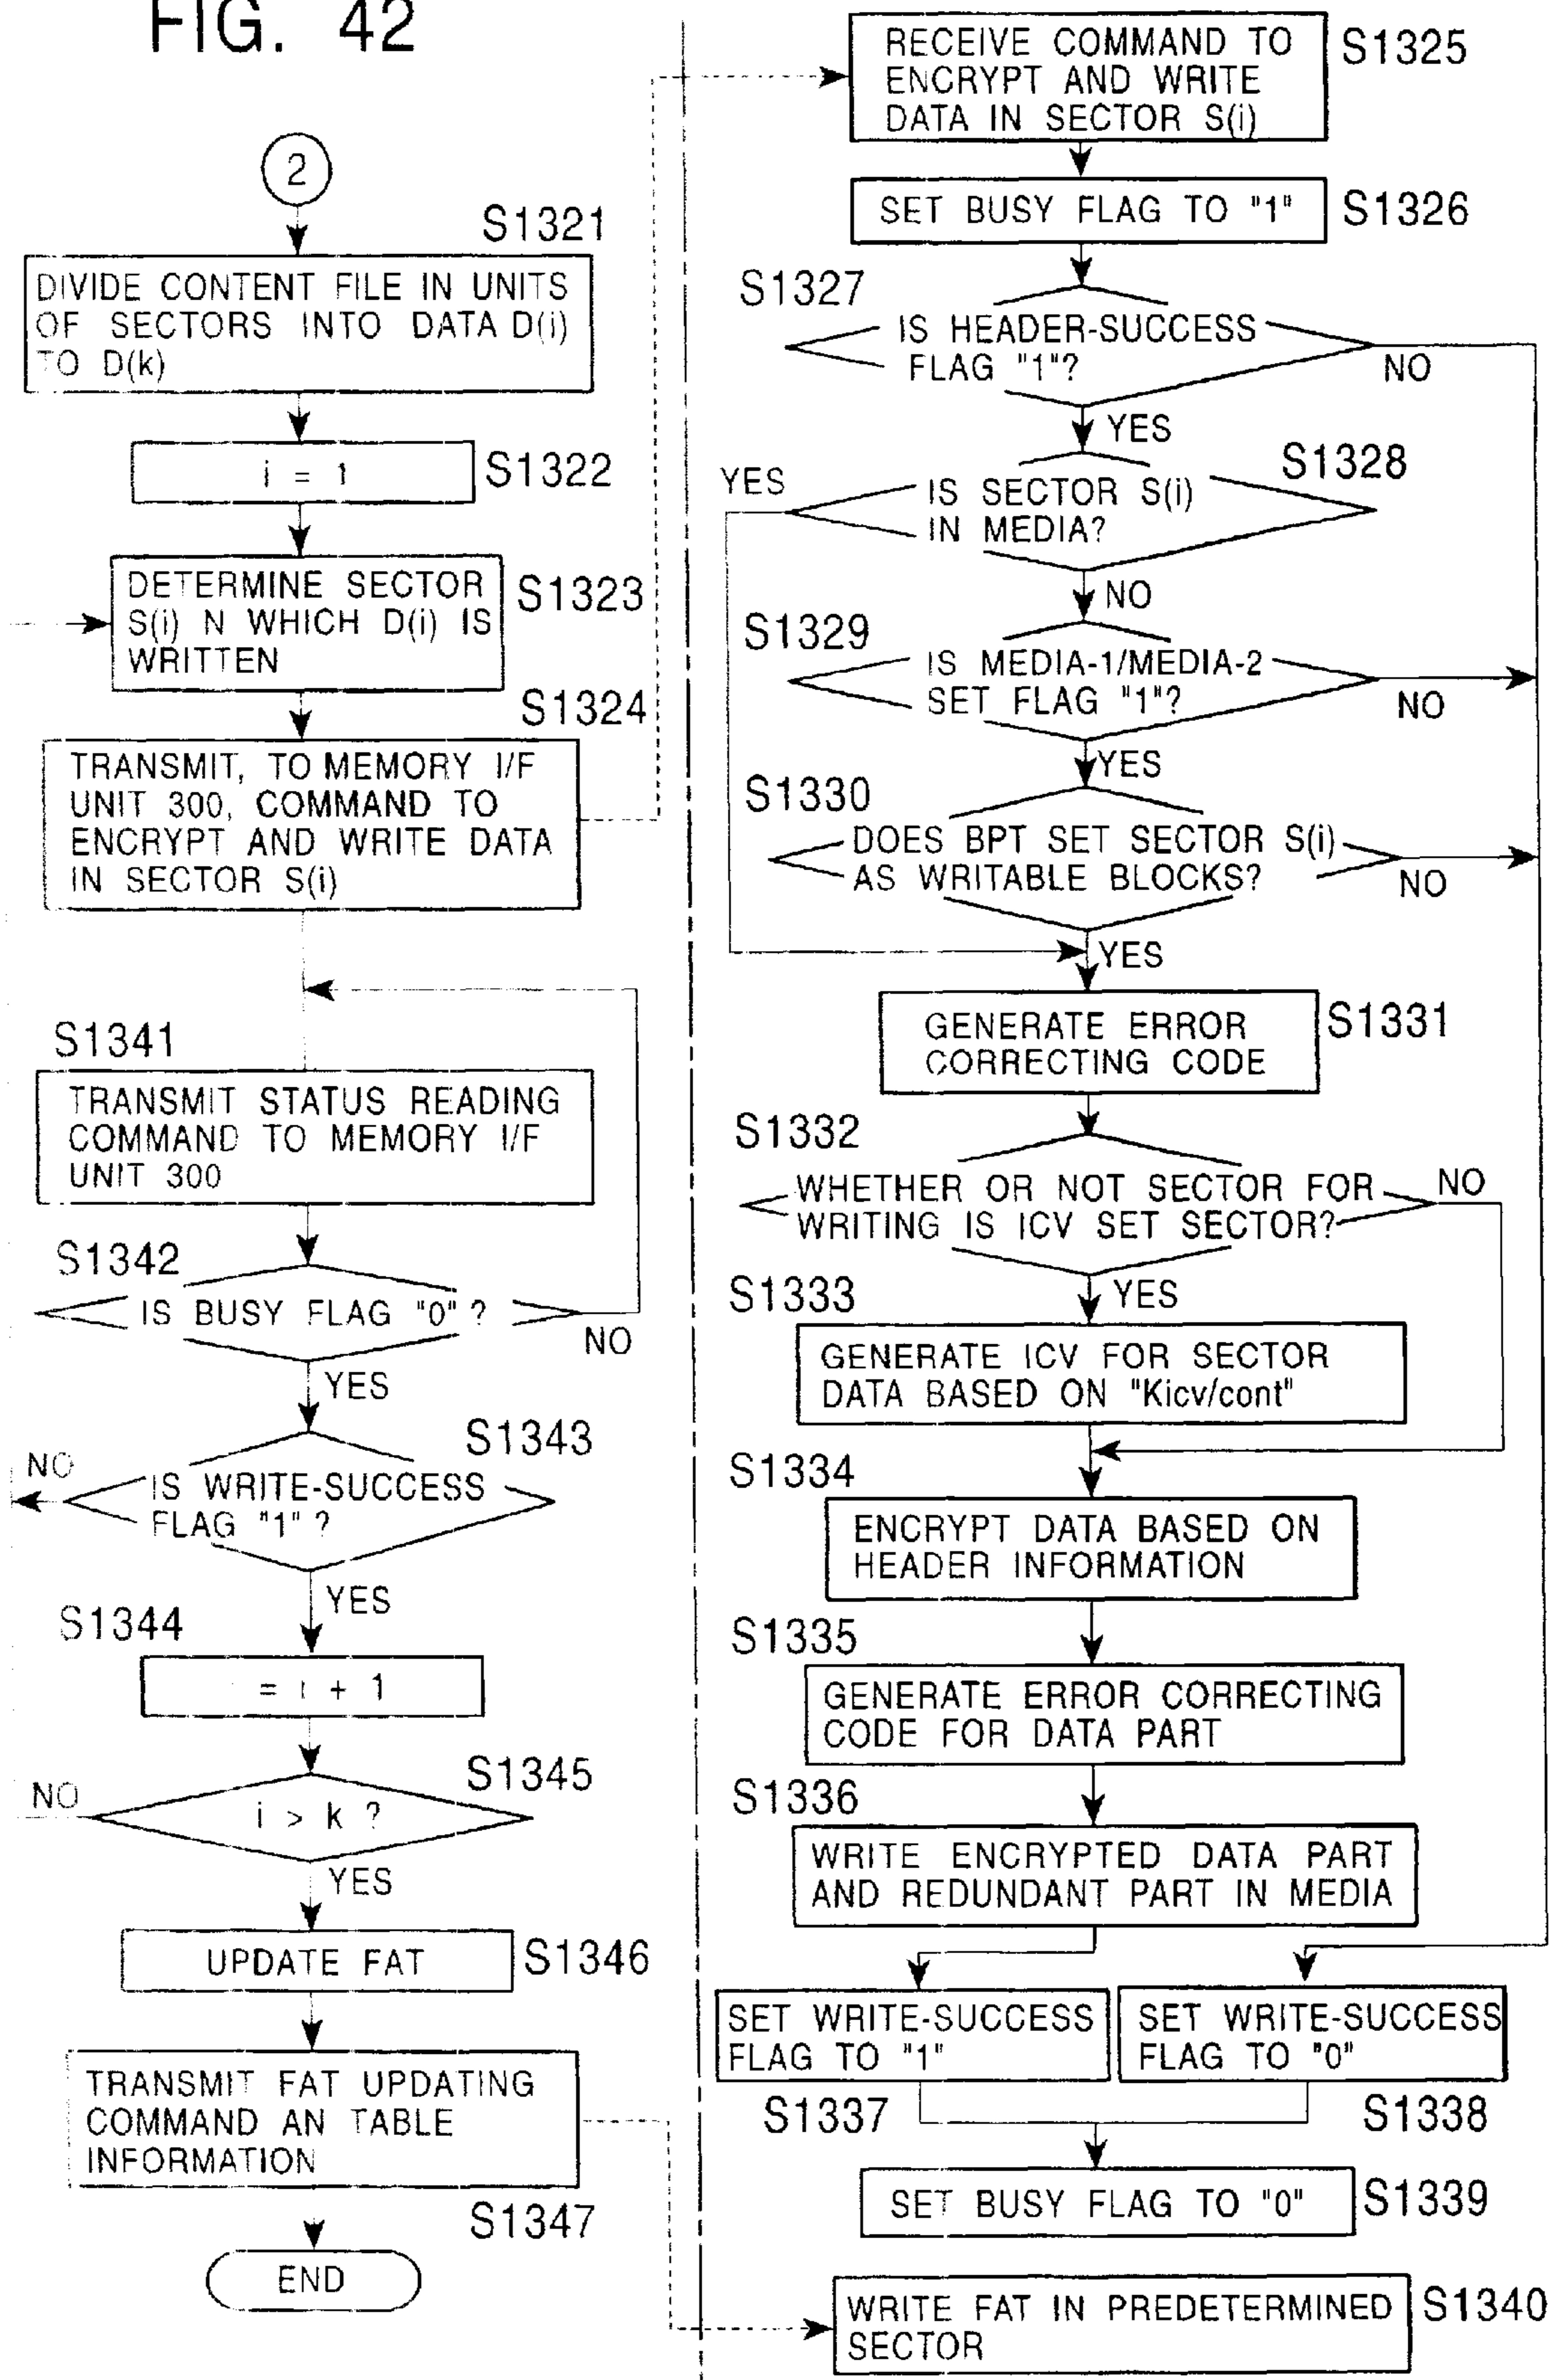 FIG. 42
2
S1321
DIVIDE CONTENT FILE IN UNITS
OF SECTORS INTO DATA D(i)
TO D(k)
i = 1
S1322
DETERMINE SECTOR
S(i) N WHICH D(i) IS
WRITTEN
S1323
S1324
TRANSMIT, TO MEMORY I/F
UNIT 300, COMMAND TO
ENCRYPT AND WRITE DATA
IN SECTOR S(i)
S1341
TRANSMIT STATUS READING
COMMAND TO MEMORY I/F
UNIT 300
S1342
IS BUSY FLAG "0" ?
NO
YES
S1343
NO
IS WRITE-SUCCESS
FLAG "1" ?
YES
S1344
= i + 1
S1345
NO
i > k ?
YES
UPDATE FAT
S1346
TRANSMIT FAT UPDATING
COMMAND AN TABLE
INFORMATION
S1347
END
RECEIVE COMMAND TO
ENCRYPT AND WRITE
DATA IN SECTOR S(i)
S1325
SET BUSY FLAG TO "1"
S1326
S1327
IS HEADER-SUCCESS
FLAG "1"?
NO
YES
S1328
YES
IS SECTOR S(i)
IN MEDIA?
NO
S1329
IS MEDIA-1/MEDIA-2
SET FLAG "1"?
NO
YES
S1330
DOES BPT SET SECTOR S(i)
AS WRITABLE BLOCKS?
NO
YES
GENERATE ERROR
CORRECTING CODE
S1331
S1332
WHETHER OR NOT SECTOR FOR
WRITING IS ICV SET SECTOR?
NO
YES
S1333
GENERATE ICV FOR SECTOR
DATA BASED ON "Kicv/cont"
S1334
ENCRYPT DATA BASED ON
HEADER INFORMATION
S1335
GENERATE ERROR CORRECTING
CODE FOR DATA PART
S1336
WRITE ENCRYPTED DATA PART
AND REDUNDANT PART IN MEDIA
SET WRITE-SUCCESS
FLAG TO "1"
S1337
SET WRITE-SUCCESS
FLAG TO "0"
S1338
SET BUSY FLAG TO "0"
S1339
WRITE FAT IN PREDETERMINED
SECTOR
S1340